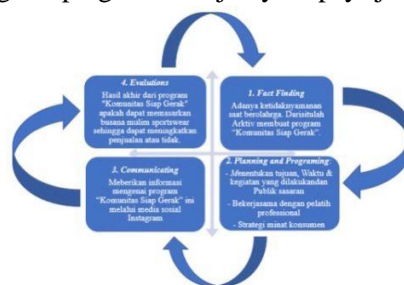 4. Evalutions
Hasil akhir dari program
"Komunitas Siap Gerak"
apakah dapat memasarkan
busana mulim sportswear
sehingga dapat meningkatkan
penjualan atau tidak.
1. Fact Finding
Adanya ketidaknyamanan
saat berolahrga. Darisitulah
Arktiv membuat program
"Komunitas Siap Gerak".
3. Communicating
Meberikan informasi
mengenai program
"Komunitas Siap Gerak" ini
melalui media sosial
Instagram
2. Planning and Programing
- Menentukan tujuan, Waktu &
kegiatan yang dilakukandan
Publik sasaran
- Bekerjasama dengan pelatih
professional
- Strategi minat konsumen